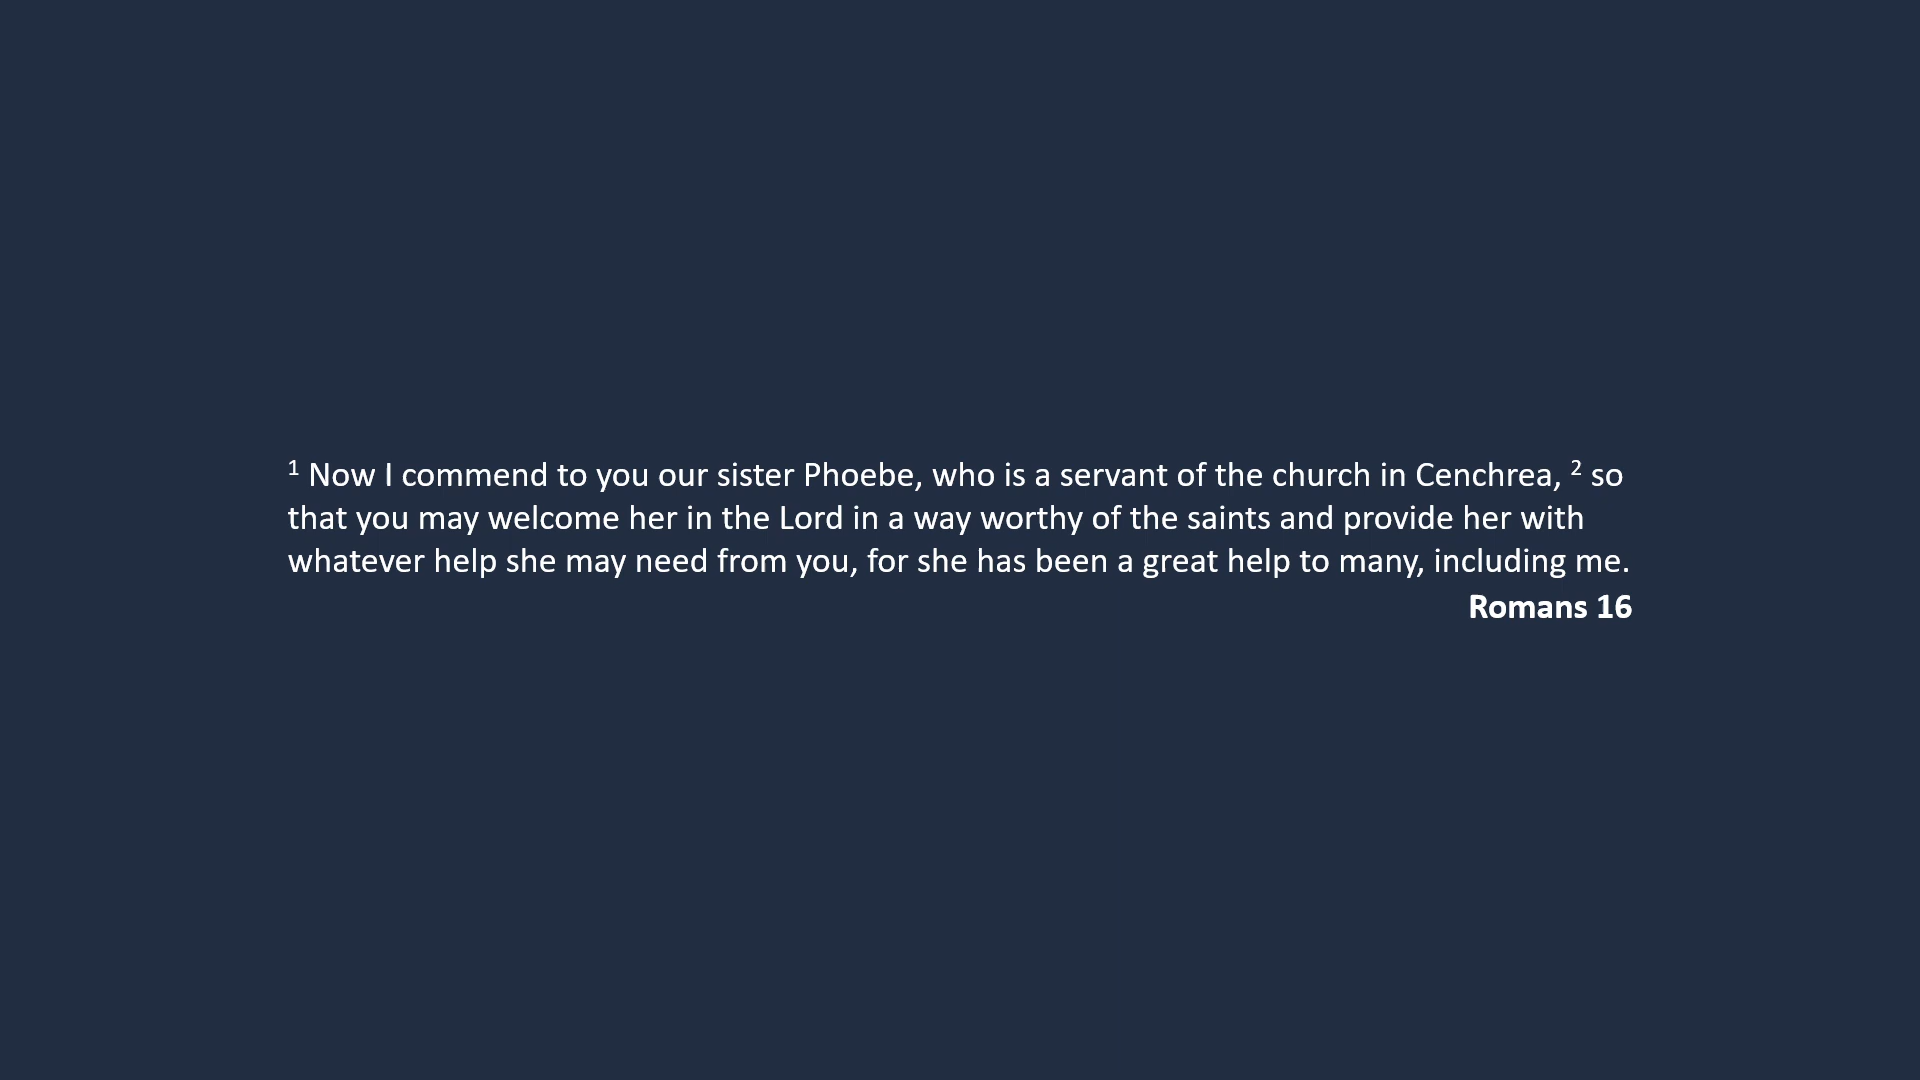 ¹ Now I commend to you our sister Phoebe, who is a servant of the church in Cenchrea, ² so
that you may welcome her in the Lord in a way worthy of the saints and provide her with
whatever help she may need from you, for she has been a great help to many, including me.
Romans 16